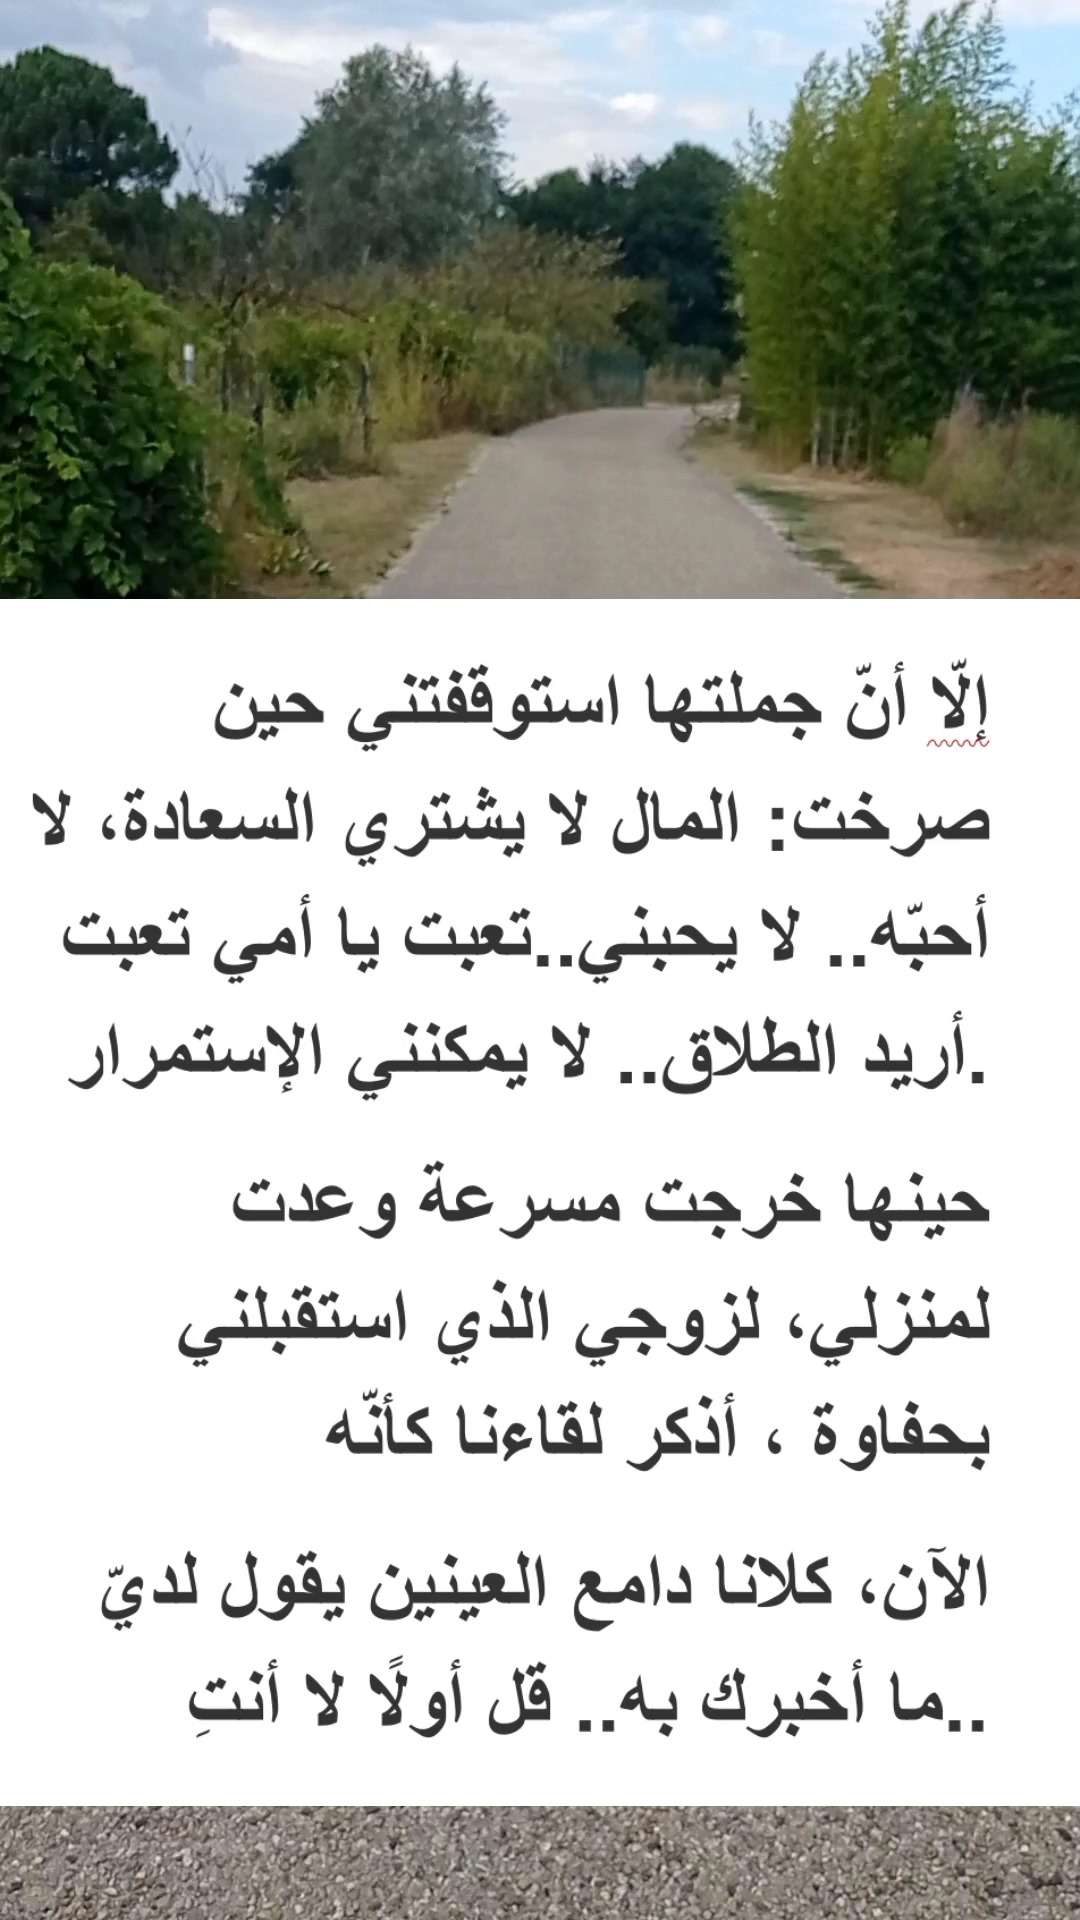 إلّا أنّ جملتها استوقفتني حين
صرخت: المال لا يشتري السعادة، لا
أحبّه.. لا يحبني..تعبت يا أمي تعبت
.أريد الطلاق.. لا يمكنني الإستمرار
حينها خرجت مسرعة وعدت
لمنزلي، لزوجي الذي استقبلني
بحفاوة ، أذكر لقاءنا كأنّه
الآن، كلانا دامع العينين يقول لديّ
..ما أخبرك به.. قل أولًا لا أنتِ